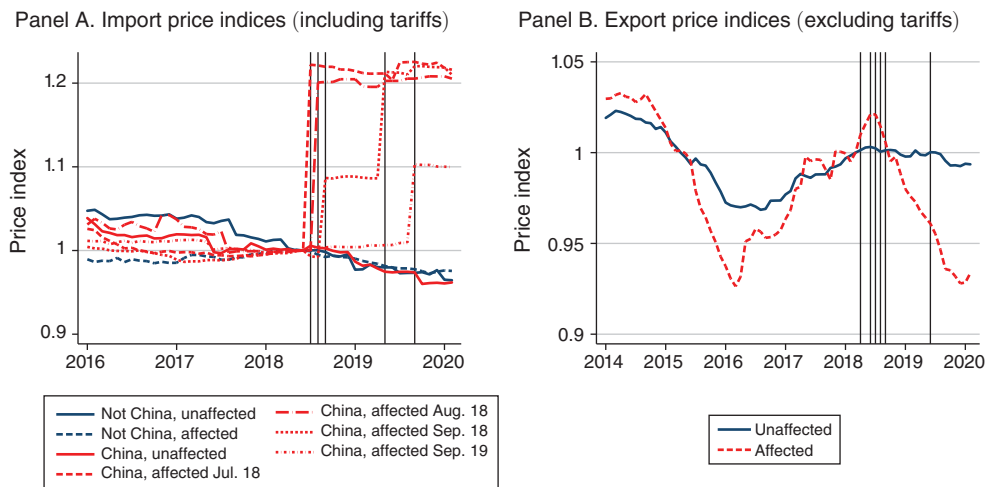 Panel A. Import price indices (including tariffs)
Price index
1.2
1.1
1
0.9
2016 2017 2018 2019 2020
Not China, unaffected
Not China, affected
China, unaffected
China, affected Jul. 18
China, affected Aug. 18
China, affected Sep. 18
China, affected Sep. 19
Panel B. Export price indices (excluding tariffs)
Price index
1.05
1
0.95
0.9
2014 2015 2016 2017 2018 2019 2020
Unaffected
Affected